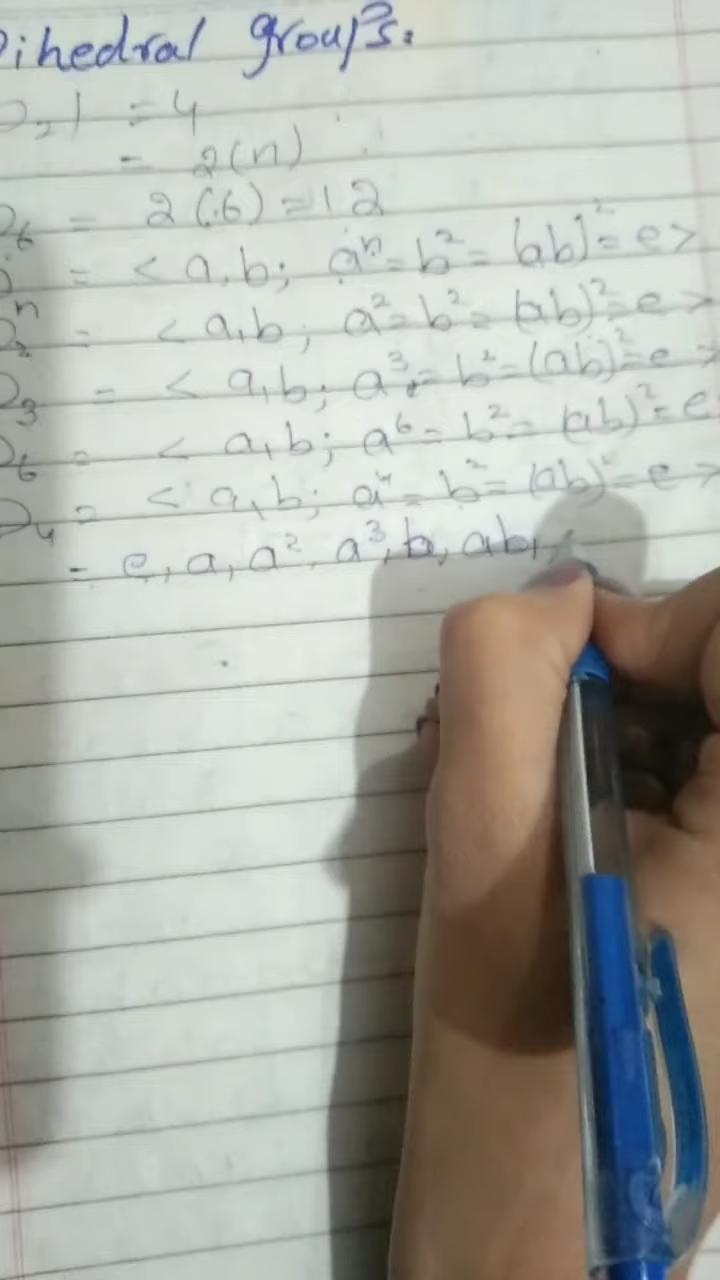 Dihedral groups:
D₂| = 4
= 2(n)
D₆ = 2(6) = 12
Dₙ = < a, b; aⁿ = b² = (ab)² = e >
D₂ = < a, b; a² = b² = (ab)² = e >
D₃ = < a, b; a³ = b² = (ab)² = e >
D₆ = < a, b; a⁶ = b² = (ab)² = e
D₄ = < a, b; a⁴ = b² = (ab)² = e >
= e, a, a², a³, b, ab,